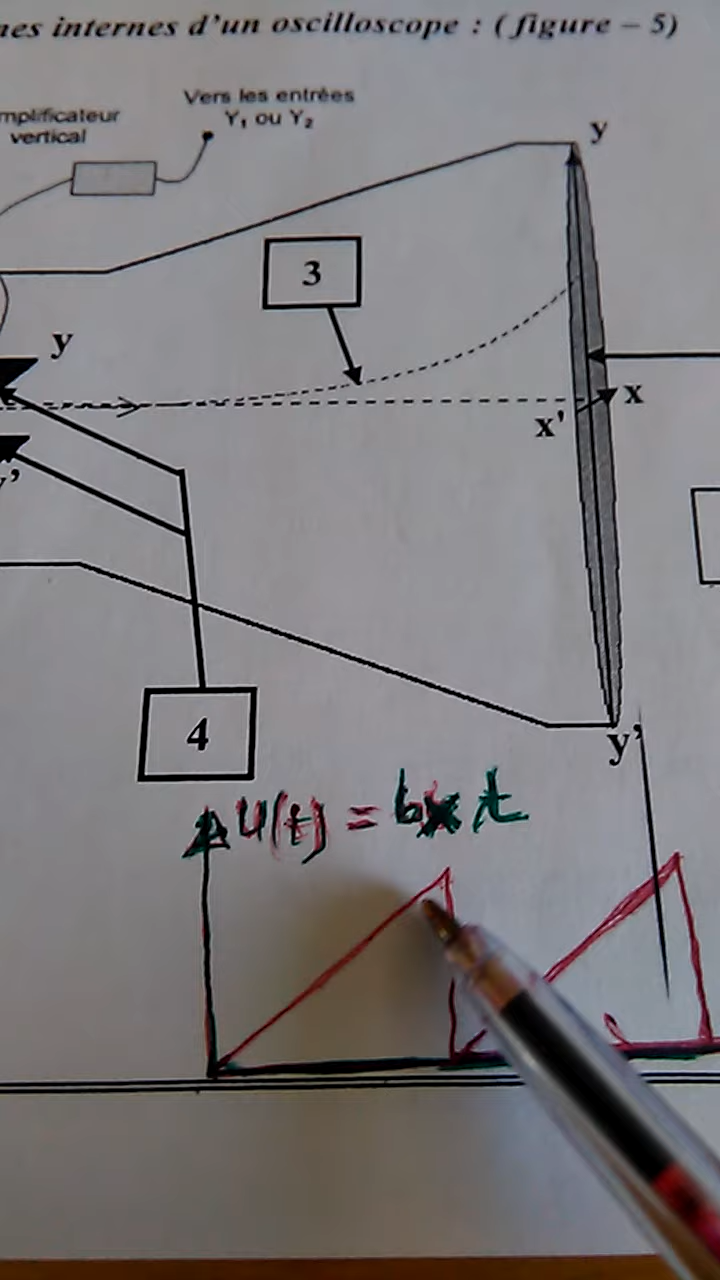 nes internes d'un oscilloscope : ( figure – 5)
Vers les entrées
Y₁ ou Y₂
mplificateur
vertical
y
3
y
x
x'
y'
4
y'
U(t) = b x t